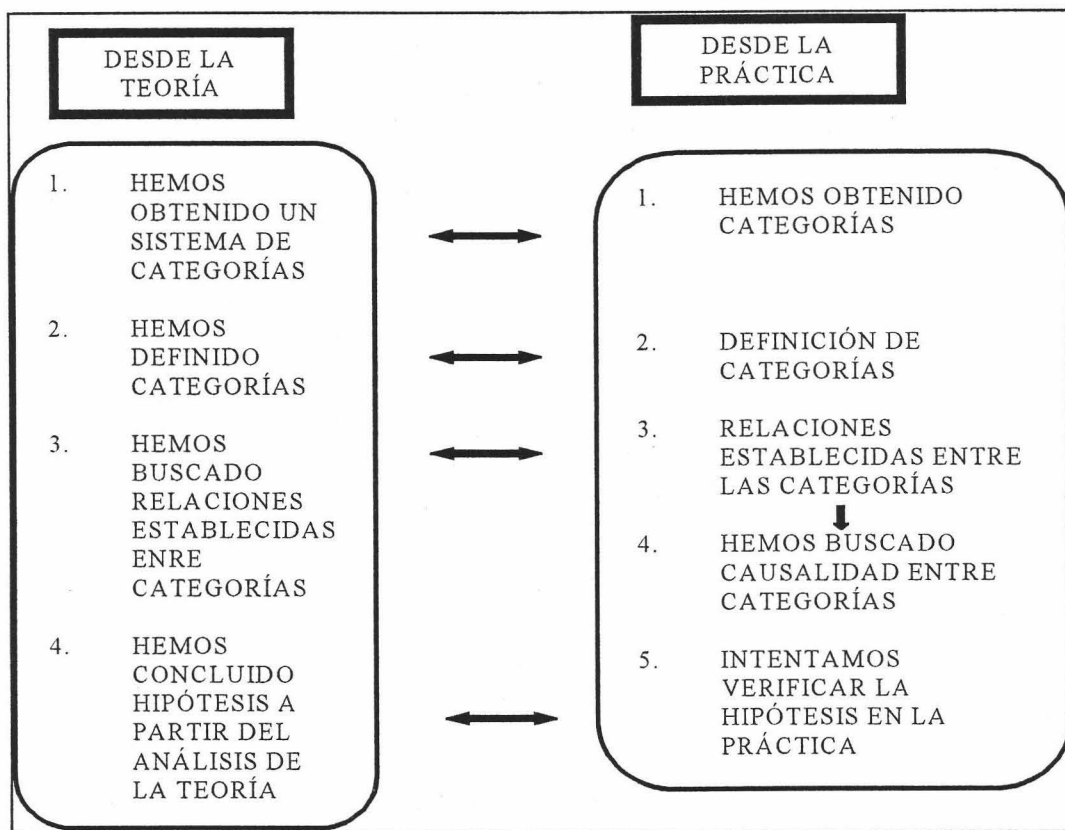 DESDE LA
TEORÍA
1. HEMOS
OBTENIDO UN
SISTEMA DE
CATEGORÍAS
2. HEMOS
DEFINIDO
CATEGORÍAS
3. HEMOS
BUSCADO
RELACIONES
ESTABLECIDAS
ENRE
CATEGORÍAS
4. HEMOS
CONCLUIDO
HIPÓTESIS A
PARTIR DEL
ANÁLISIS DE
LA TEORÍA
DESDE LA
PRÁCTICA
1. HEMOS OBTENIDO
CATEGORÍAS
2. DEFINICIÓN DE
CATEGORÍAS
3. RELACIONES
ESTABLECIDAS ENTRE
LAS CATEGORÍAS
4. HEMOS BUSCADO
CAUSALIDAD ENTRE
CATEGORÍAS
5. INTENTAMOS
VERIFICAR LA
HIPÓTESIS EN LA
PRÁCTICA